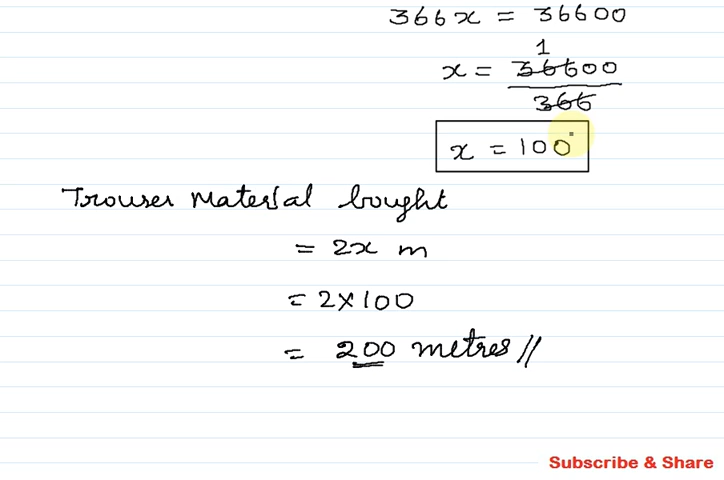 366x = 36600
1
x = 36600
366
x = 100
Trouser Material bought
= 2x m
= 2 × 100
= 200 metres //
Subscribe & Share